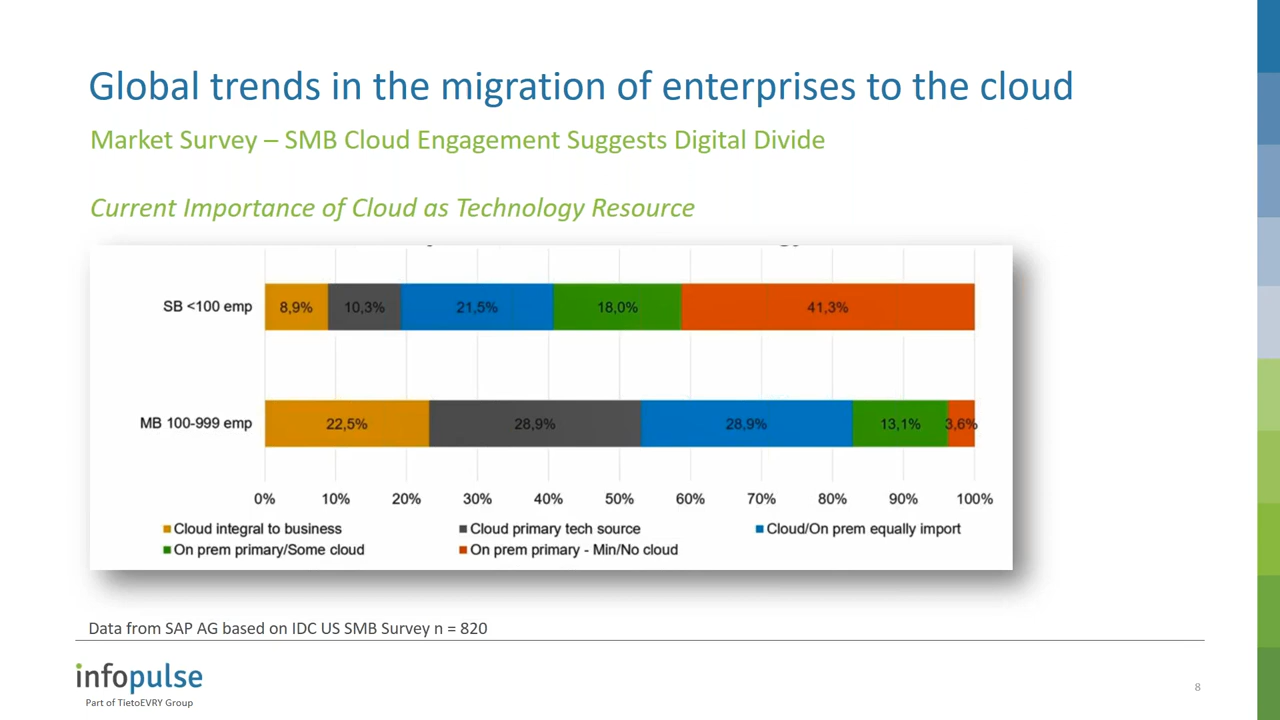 Global trends in the migration of enterprises to the cloud
Market Survey – SMB Cloud Engagement Suggests Digital Divide
Current Importance of Cloud as Technology Resource
SB <100 emp
8,9%
10,3%
21,5%
18,0%
41,3%
MB 100-999 emp
22,5%
28,9%
28,9%
13,1%
3,6%
0% 10% 20% 30% 40% 50% 60% 70% 80% 90% 100%
Cloud integral to business
Cloud primary tech source
Cloud/On prem equally import
On prem primary/Some cloud
On prem primary - Min/No cloud
Data from SAP AG based on IDC US SMB Survey n = 820
infopulse
Part of TietoEVRY Group
8